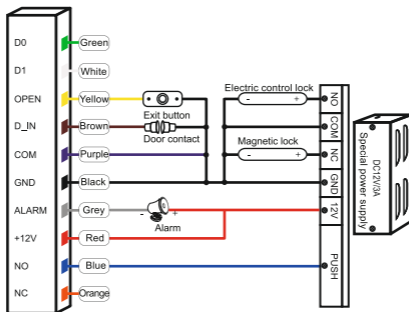 D0 Green
D1 White
OPEN Yellow
Exit button
D_IN Brown
Door contact
COM Purple
GND Black
ALARM Grey
- +
Alarm
+12V Red
NO Blue
NC Orange
Electric control lock
- +
Magnetic lock
- +
NO
COM
NC
GND
12V
PUSH
DC12V/3A
Special power supply